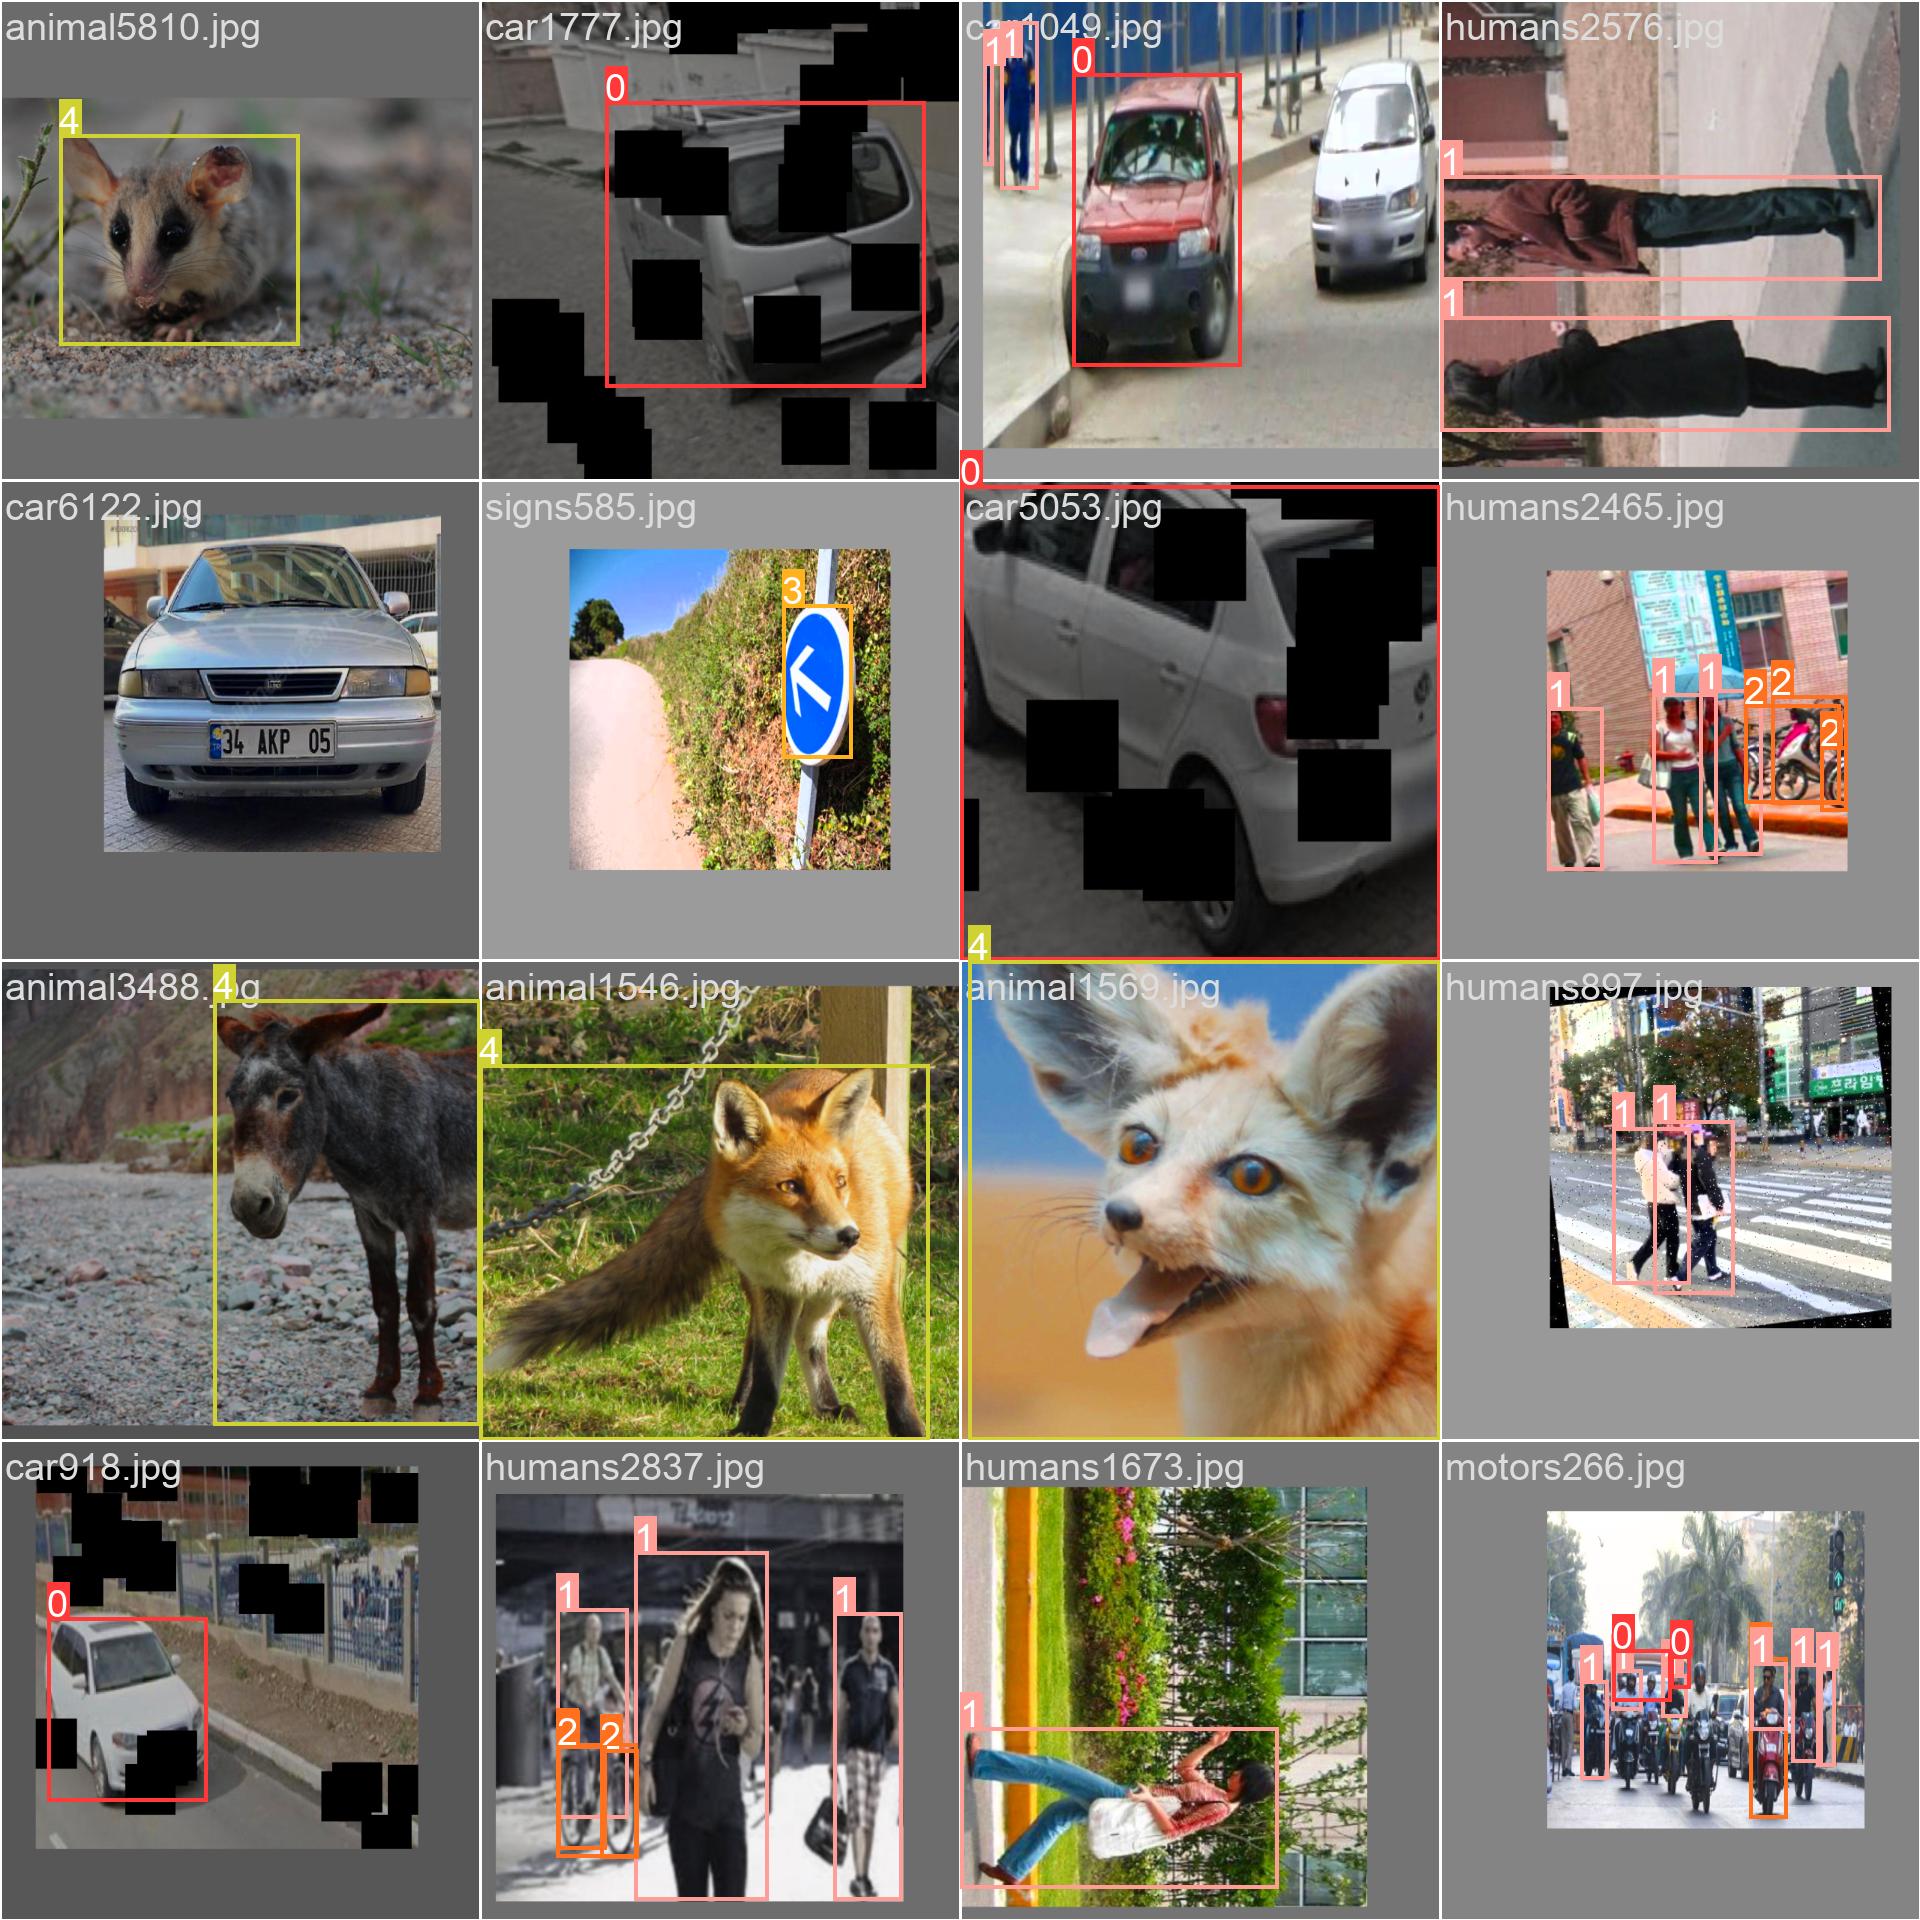 animal5810.jpg
car1777.jpg
car1049.jpg
humans2576.jpg
4
0
1
1
0
1
1
car6122.jpg
signs585.jpg
car5053.jpg
humans2465.jpg
0
3
1
1
1
2
2
2
34 AKP 05
animal3488.jpg
animal1546.jpg
animal1569.jpg
humans897.jpg
4
4
4
1
1
car918.jpg
humans2837.jpg
humans1673.jpg
motors266.jpg
0
1
1
1
2
2
1
0
0
1
1
1
1
1